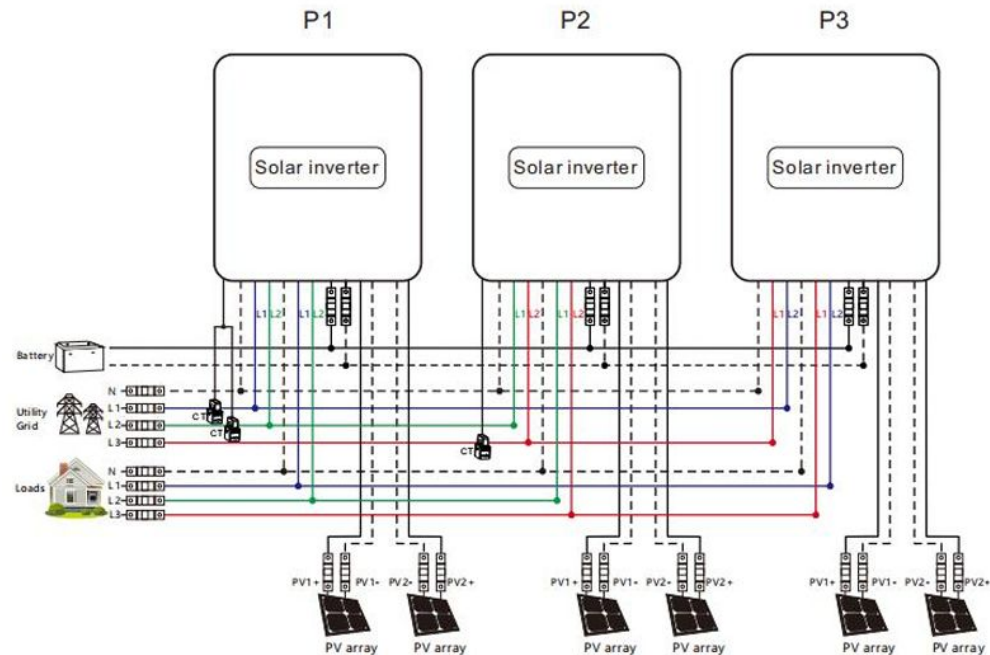 P1 P2 P3
Solar inverter Solar inverter Solar inverter
L1 L2 L1 L2 L1 L2 L1 L2 L1 L2 L1 L2
Battery
N
Utility Grid
L1
CT
L2
CT
L3
CT
N
Loads
L1
L2
L3
PV1+ PV1- PV2- PV2+ PV1+ PV1- PV2- PV2+ PV1+ PV1- PV2- PV2+
PV array PV array PV array PV array PV array PV array